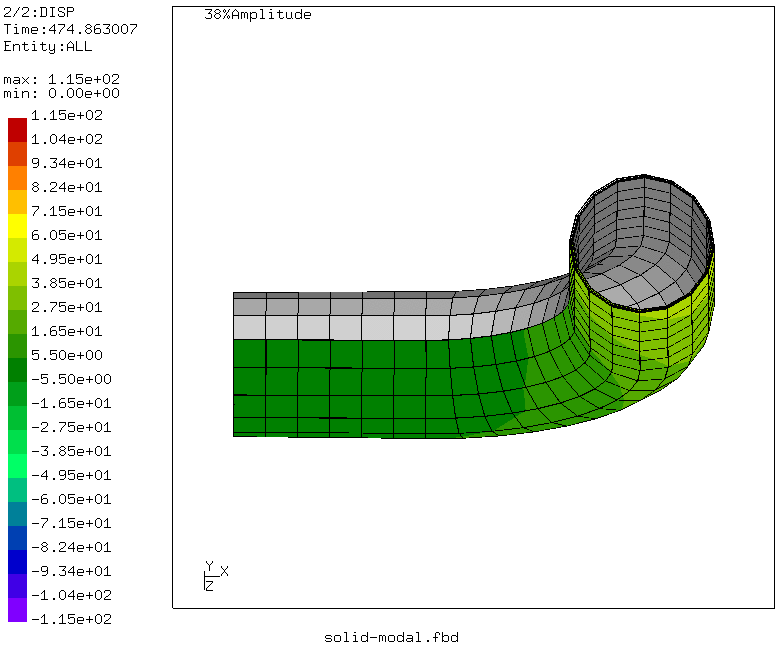 2/2:DISP
Time:474.863007
Entity:ALL
max: 1.15e+02
min: 0.00e+00
1.15e+02
1.04e+02
9.34e+01
8.24e+01
7.15e+01
6.05e+01
4.95e+01
3.85e+01
2.75e+01
1.65e+01
5.50e+00
-5.50e+00
-1.65e+01
-2.75e+01
-3.85e+01
-4.95e+01
-6.05e+01
-7.15e+01
-8.24e+01
-9.34e+01
-1.04e+02
-1.15e+02
38%Amplitude
Y
X
Z
solid-modal.fbd